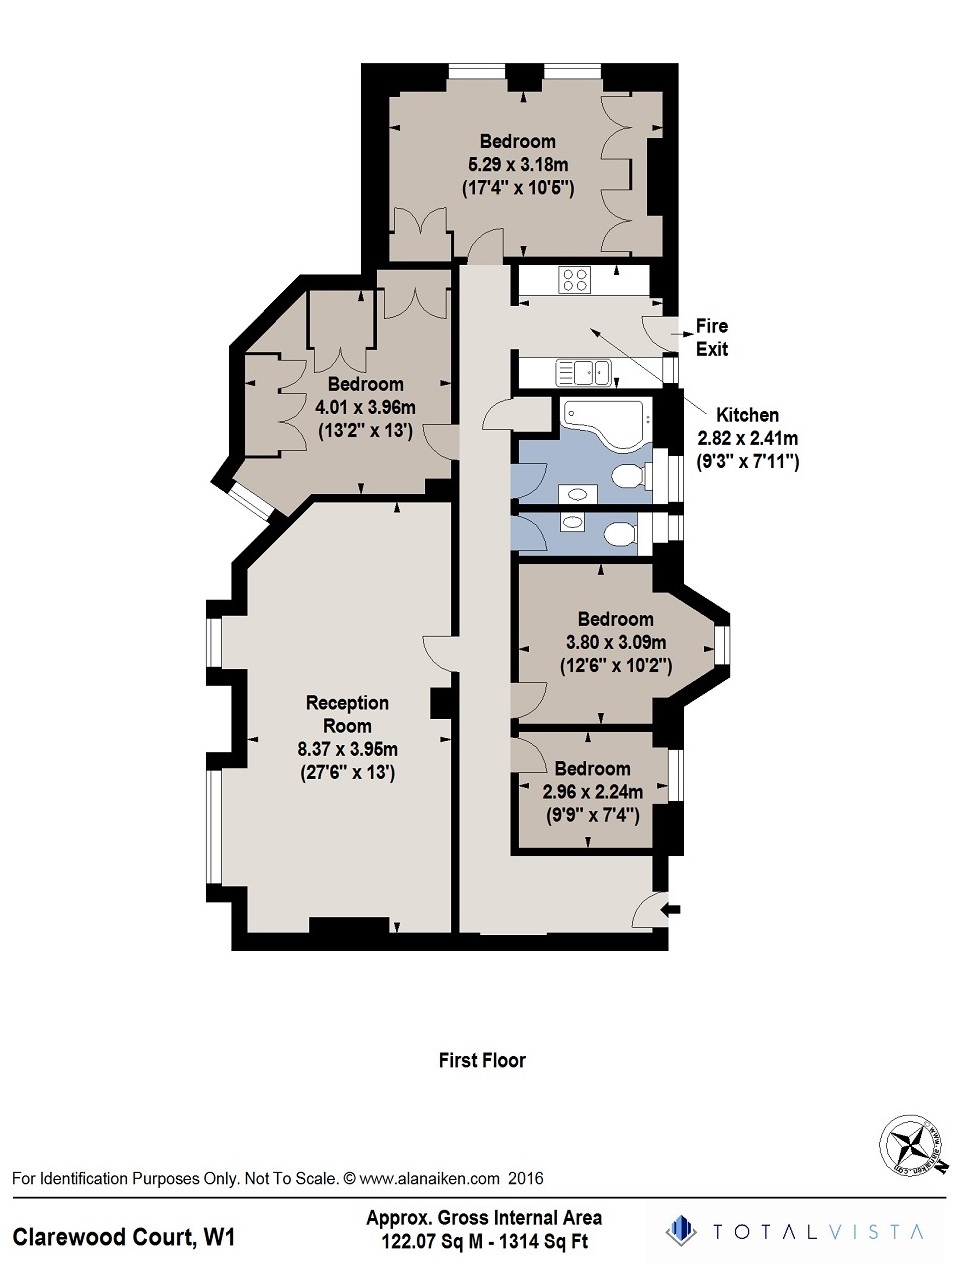 Bedroom
5.29 x 3.18m
(17'4" x 10'5")
Fire
Exit
Bedroom
4.01 x 3.96m
(13'2" x 13')
Kitchen
2.82 x 2.41m
(9'3" x 7'11")
Bedroom
3.80 x 3.09m
(12'6" x 10'2")
Reception
Room
8.37 x 3.95m
(27'6" x 13')
Bedroom
2.96 x 2.24m
(9'9" x 7'4")
First Floor
© www.alanaiken.com
N
For Identification Purposes Only. Not To Scale. © www.alanaiken.com 2016
Clarewood Court, W1
Approx. Gross Internal Area
122.07 Sq M - 1314 Sq Ft
TOTALVISTA